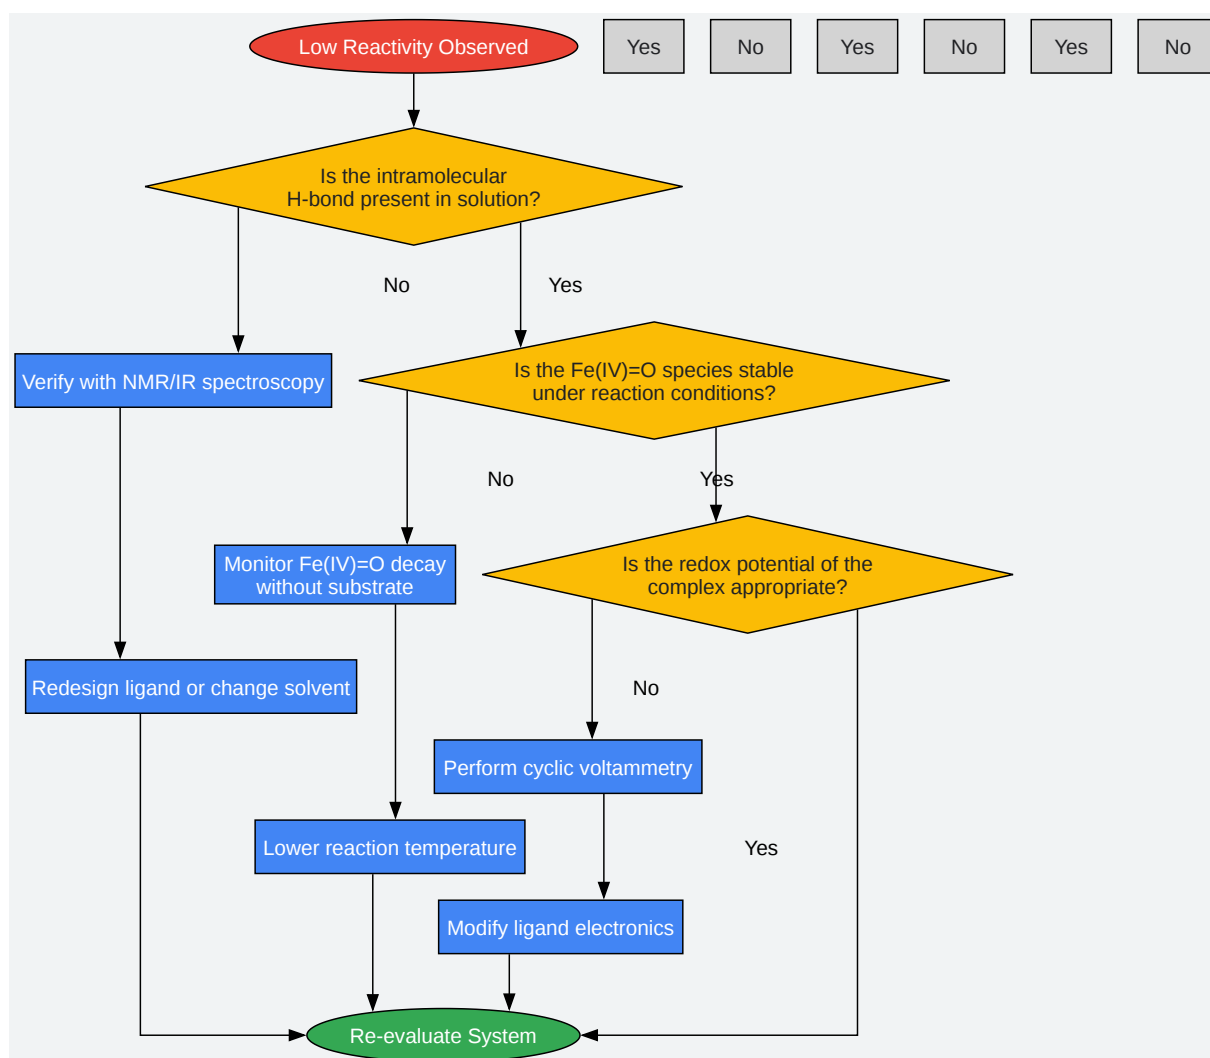 Low Reactivity Observed
Yes
No
Yes
No
Yes
No
Is the intramolecular
H-bond present in solution?
No
Yes
Verify with NMR/IR spectroscopy
Is the Fe(IV)=O species stable
under reaction conditions?
No
Yes
Monitor Fe(IV)=O decay
without substrate
Is the redox potential of the
complex appropriate?
Redesign ligand or change solvent
No
Perform cyclic voltammetry
Lower reaction temperature
Yes
Modify ligand electronics
Re-evaluate System